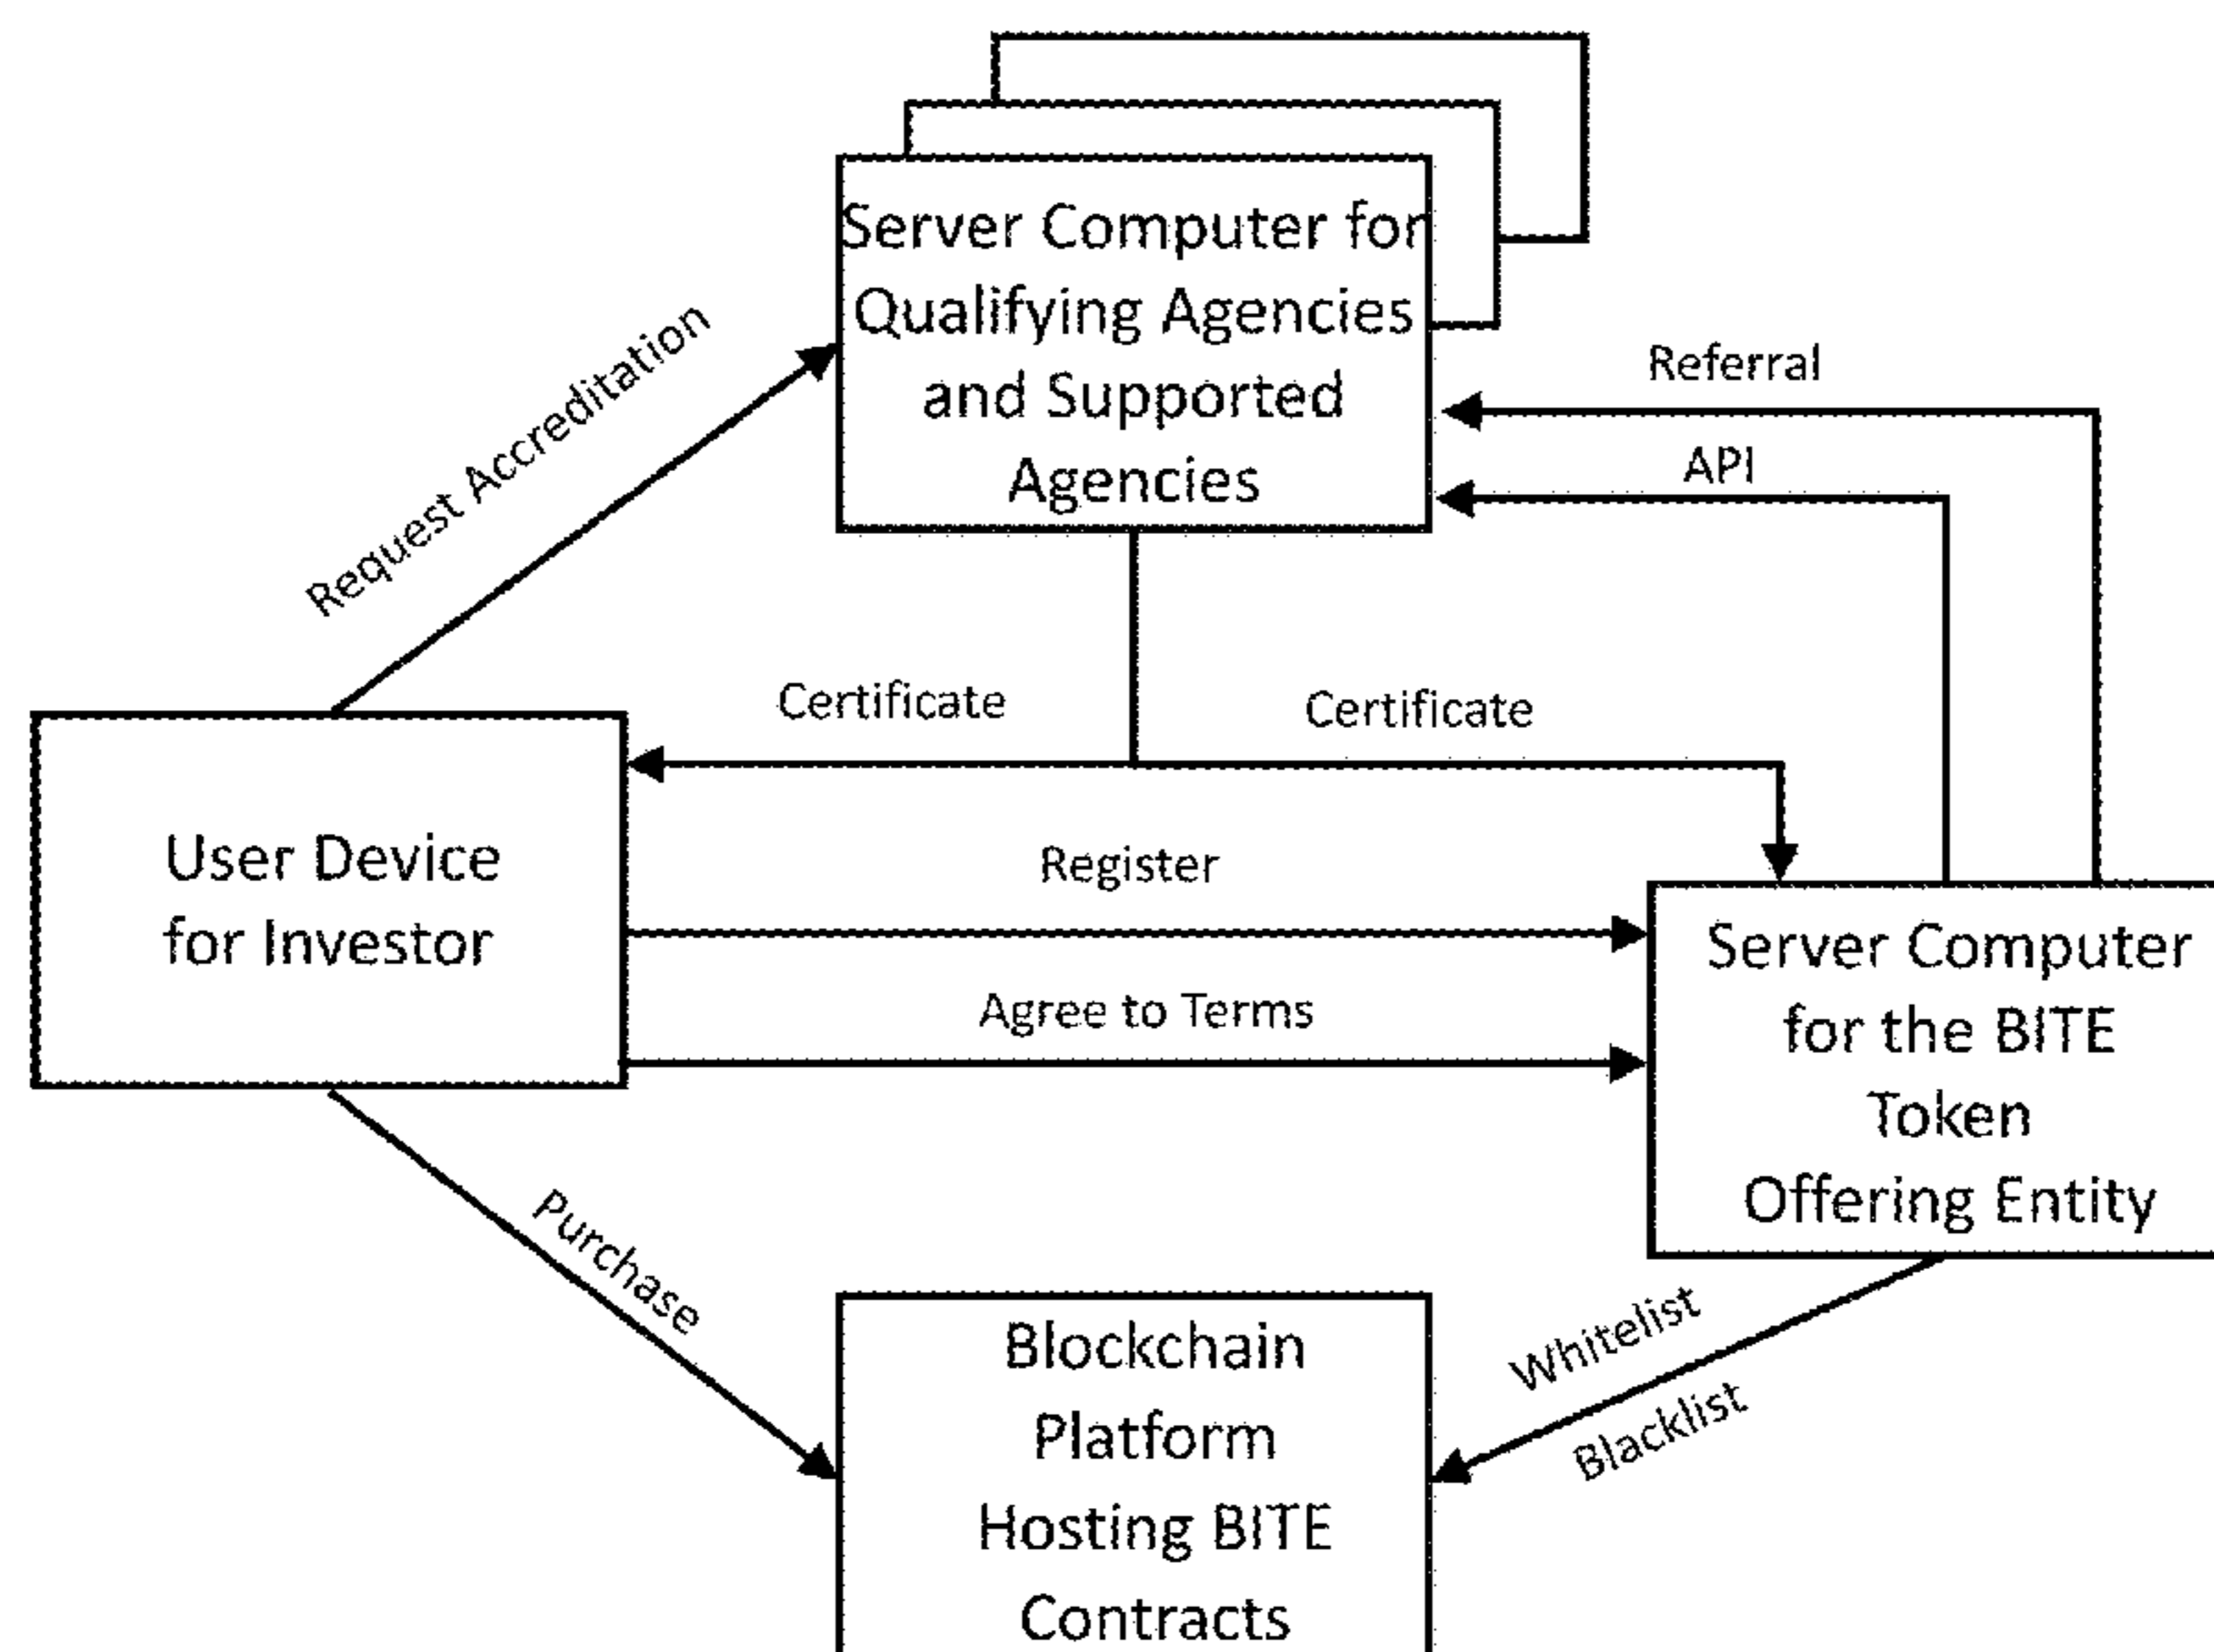 Server Computer for
Qualifying Agencies
and Supported
Agencies
Request Accreditation
Referral
API
Certificate
Certificate
User Device
for Investor
Register
Agree to Terms
Server Computer
for the BITE
Token
Offering Entity
Purchase
Whitelist
Blacklist
Blockchain
Platform
Hosting BITE
Contracts